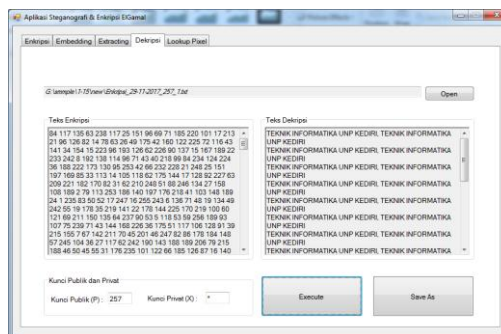 Aplikasi Steganografi & Enkripsi ElGamal
Enkripsi Embedding Extracting Dekripsi Lookup Pixel
Open
Teks Enkripsi
84 117 135 63 238 117 25 151 96 69 71 185 220 101 17 213
21 96 126 82 14 78 63 26 49 175 42 160 122 225 72 116 43
141 34 154 15 223 96 193 126 62 226 90 137 15 167 189 22
233 242 8 192 138 114 96 71 43 40 218 99 84 234 124 224
36 188 222 173 130 95 253 42 66 232 228 21 248 25 151
197 169 85 33 113 14 105 118 62 175 144 17 128 92 227 63
209 221 182 170 82 31 62 210 248 51 88 246 134 27 158
108 189 2 79 113 253 186 140 197 176 218 41 103 148 189
24 1 235 83 50 52 17 247 16 255 243 6 136 71 48 19 134 49
242 55 19 178 35 219 141 22 178 144 225 170 219 100 60
121 69 211 150 135 64 237 90 53 5 118 53 59 256 189 93
107 75 239 71 43 144 168 226 36 175 51 117 106 128 91 39
215 155 7 67 142 211 70 45 201 46 247 82 86 178 184 148
57 245 104 36 27 117 62 242 190 143 188 189 206 79 215
188 46 50 45 55 31 176 235 101 122 66 185 126 87 16 140
Teks Dekripsi
TEKNIK INFORMATIKA UNP KEDIRI, TEKNIK INFORMATIKA
UNP KEDIRI
TEKNIK INFORMATIKA UNP KEDIRI, TEKNIK INFORMATIKA
UNP KEDIRI
TEKNIK INFORMATIKA UNP KEDIRI, TEKNIK INFORMATIKA
UNP KEDIRI
TEKNIK INFORMATIKA UNP KEDIRI, TEKNIK INFORMATIKA
UNP KEDIRI
TEKNIK INFORMATIKA UNP KEDIRI, TEKNIK INFORMATIKA
UNP KEDIRI
TEKNIK INFORMATIKA UNP KEDIRI, TEKNIK INFORMATIKA
UNP KEDIRI
TEKNIK INFORMATIKA UNP KEDIRI, TEKNIK INFORMATIKA
UNP KEDIRI
TEKNIK INFORMATIKA UNP KEDIRI, TEKNIK INFORMATIKA
Kunci Publik dan Privat
Kunci Publik (P) : 257 Kunci Privat (X) : *
Execute
Save As